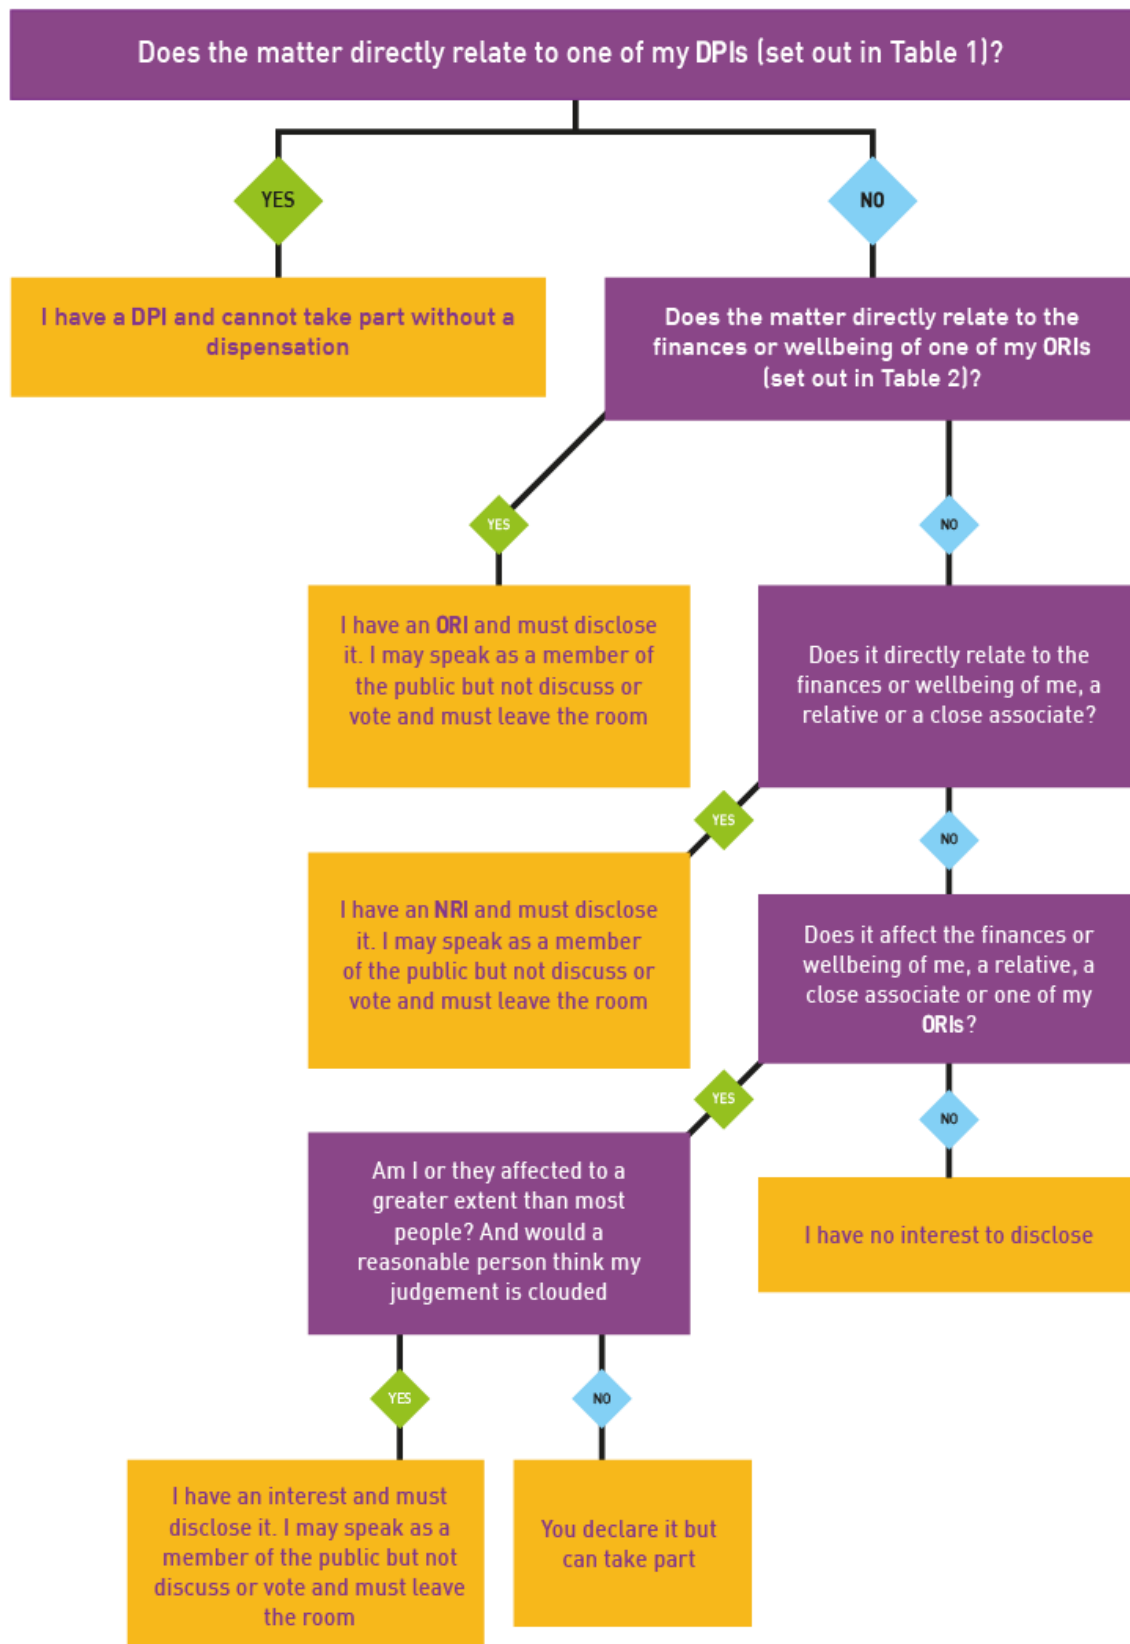 Does the matter directly relate to one of my DPIs (set out in Table 1)?
YES
NO
I have a DPI and cannot take part without a
dispensation
Does the matter directly relate to the
finances or wellbeing of one of my ORIs
(set out in Table 2)?
YES
NO
I have an ORI and must disclose
it. I may speak as a member of
the public but not discuss or
vote and must leave the room
Does it directly relate to the
finances or wellbeing of me, a
relative or a close associate?
YES
NO
I have an NRI and must disclose
it. I may speak as a member
of the public but not discuss or
vote and must leave the room
Does it affect the finances or
wellbeing of me, a relative, a
close associate or one of my
ORIs?
YES
NO
Am I or they affected to a
greater extent than most
people? And would a
reasonable person think my
judgement is clouded
I have no interest to disclose
YES
NO
I have an interest and must
disclose it. I may speak as a
member of the public but not
discuss or vote and must leave
the room
You declare it but
can take part